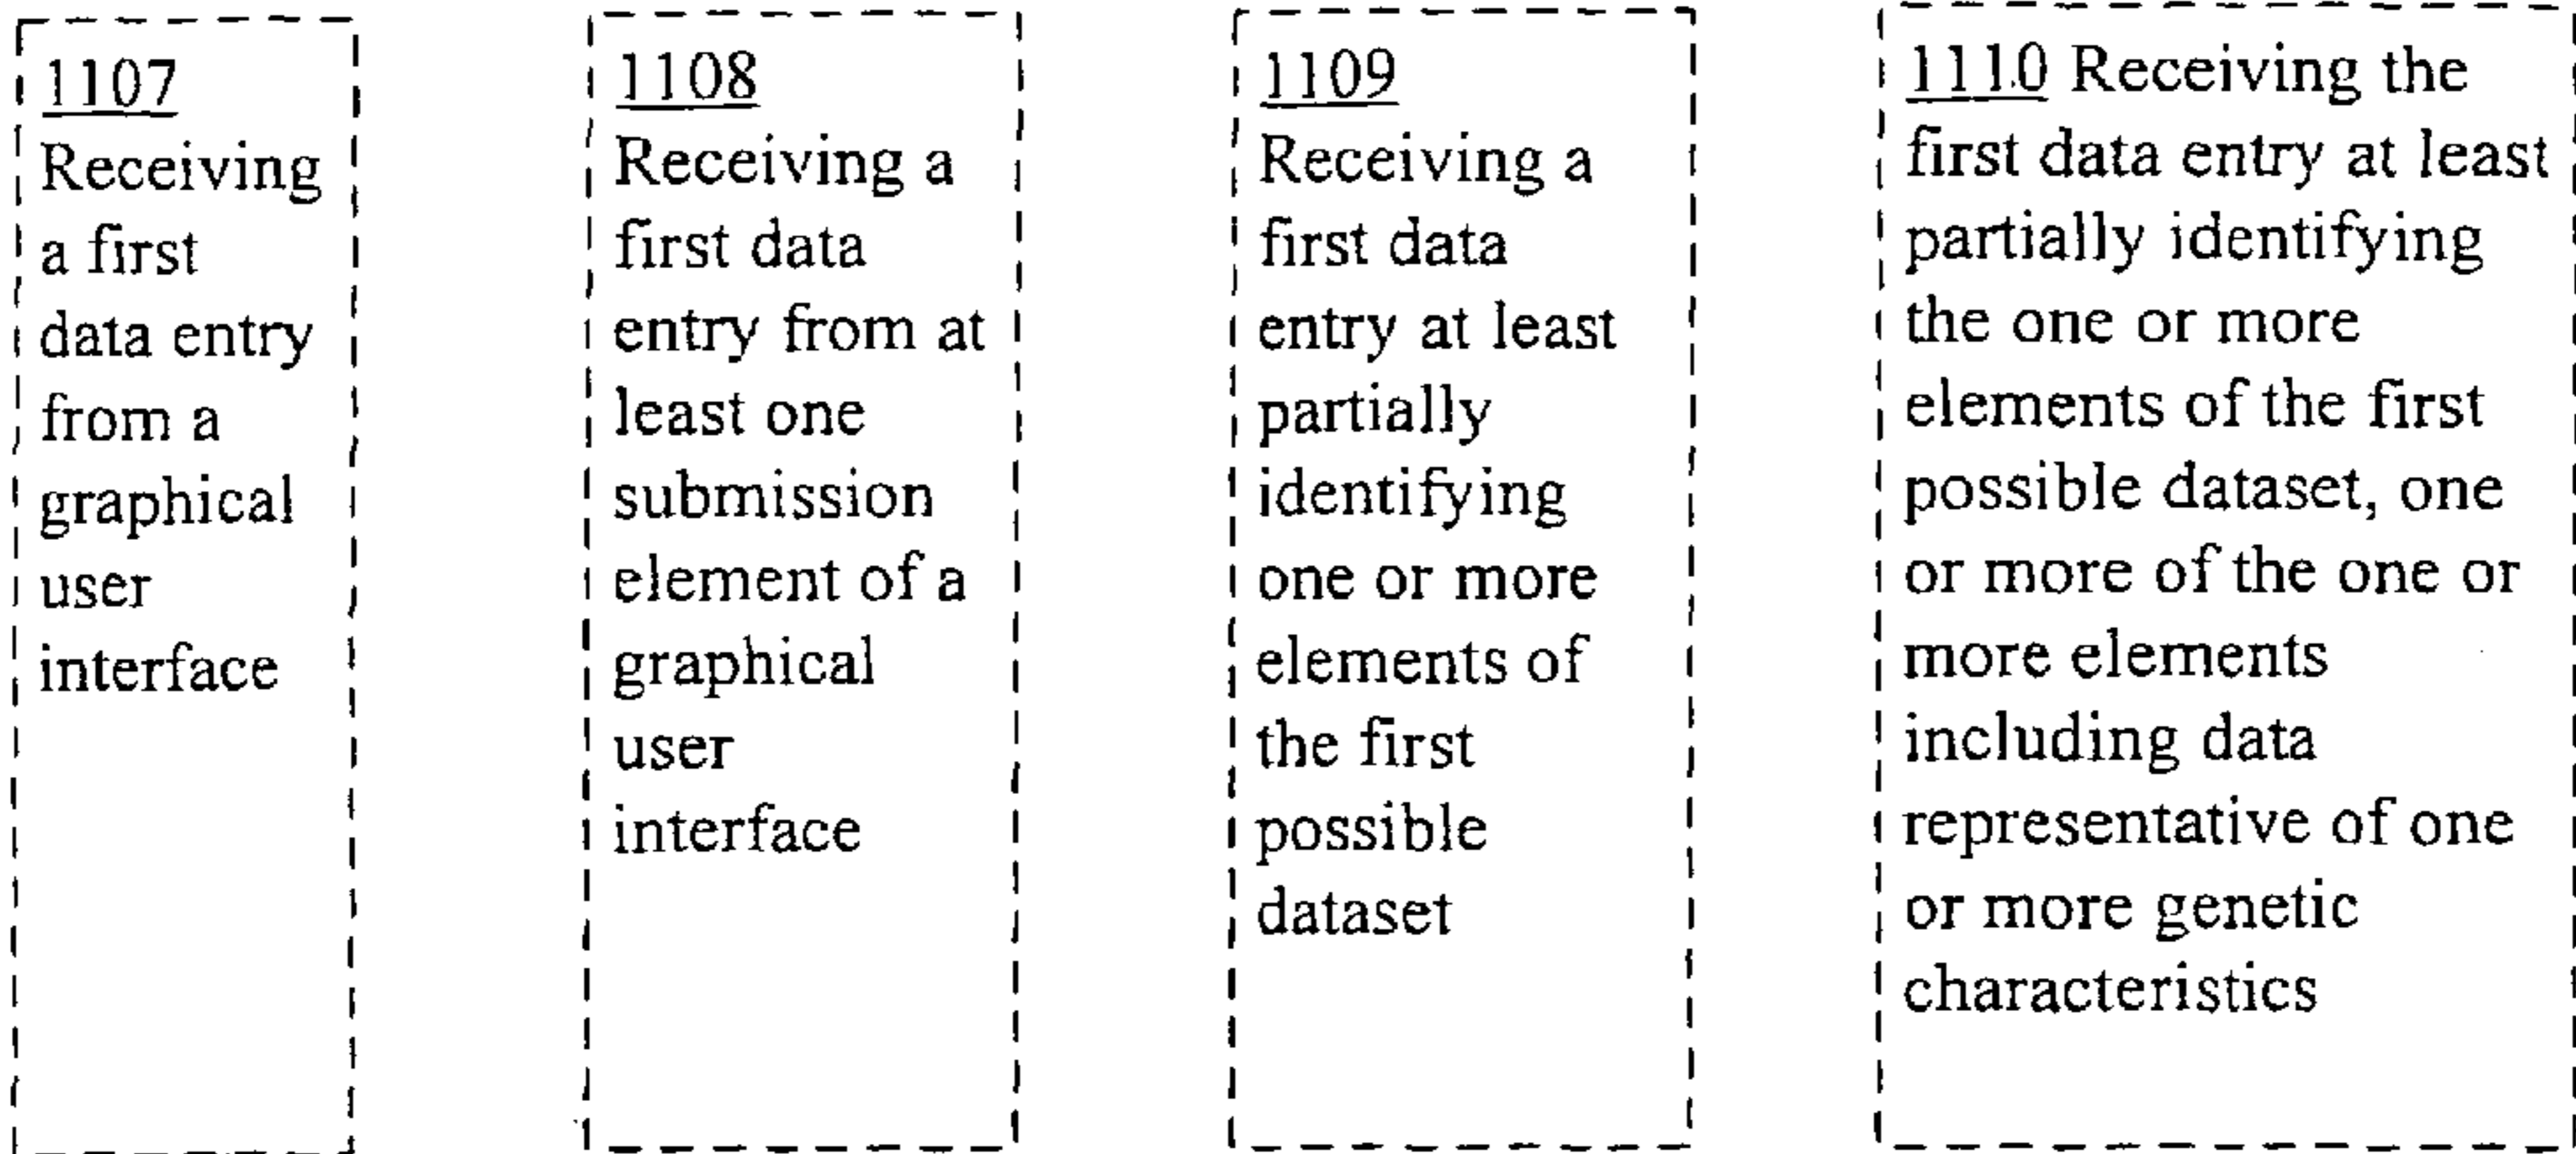 1107
Receiving
a first
data entry
from a
graphical
user
interface
1108
Receiving a
first data
entry from at
least one
submission
element of a
graphical
user
interface
1109
Receiving a
first data
entry at least
partially
identifying
one or more
elements of
the first
possible
dataset
1110 Receiving the
first data entry at least
partially identifying
the one or more
elements of the first
possible dataset, one
or more of the one or
more elements
including data
representative of one
or more genetic
characteristics